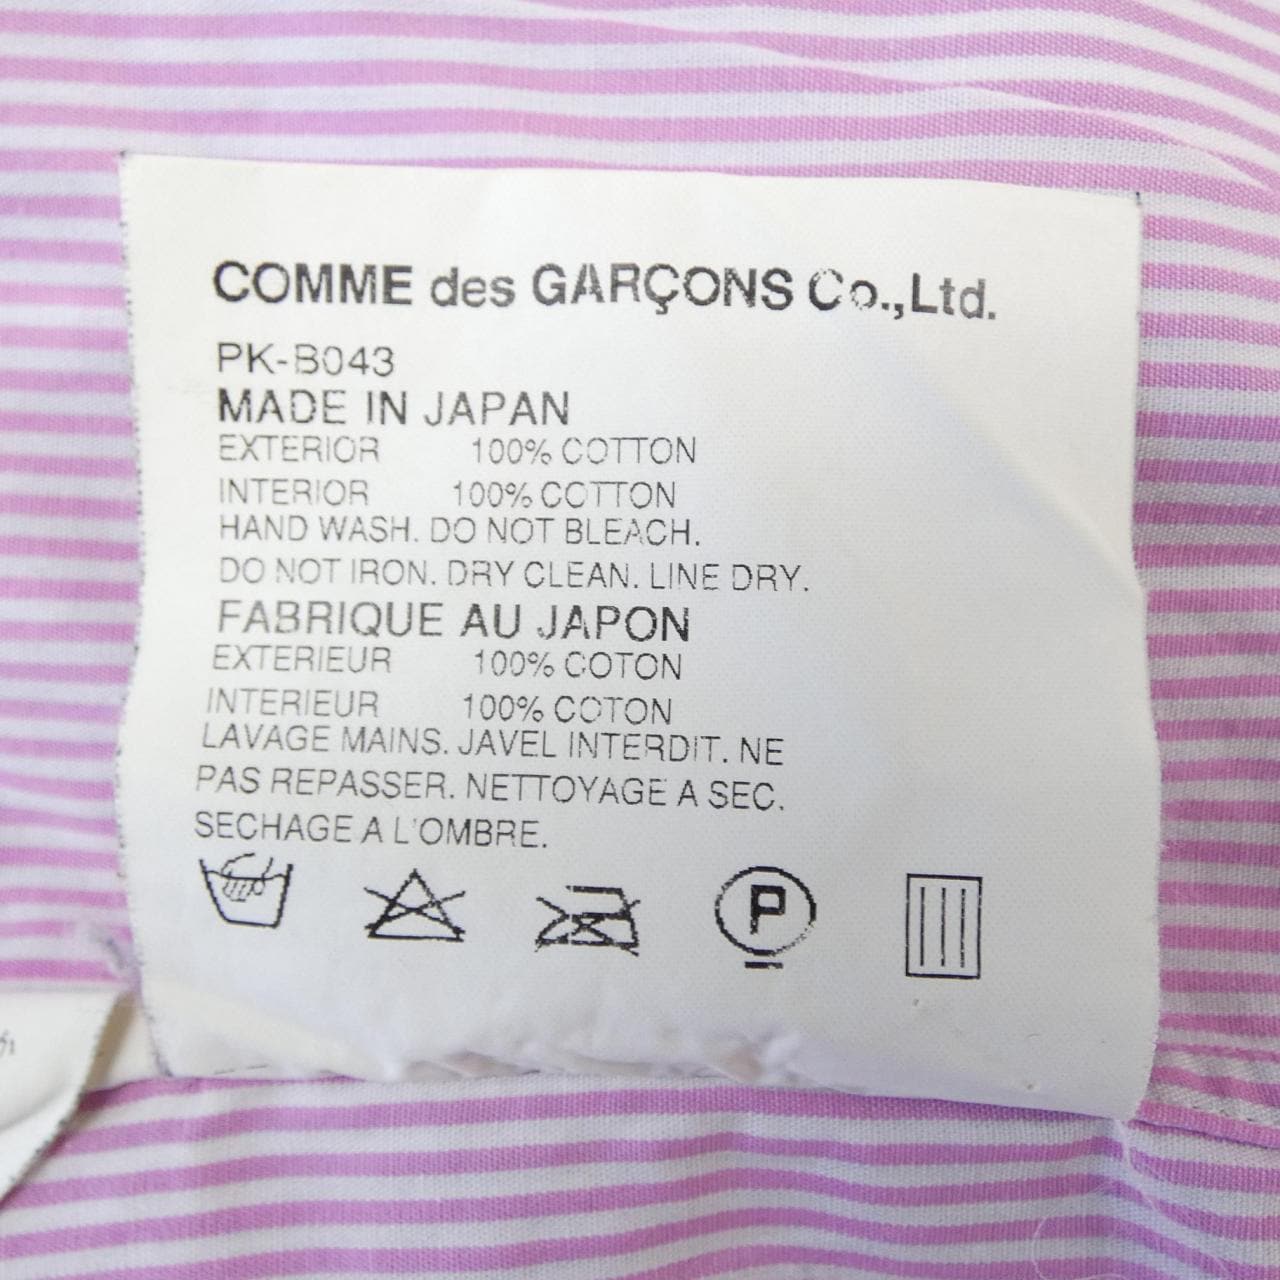 COMME des GARÇONS Co.,Ltd.
PK-B043
MADE IN JAPAN
EXTERIOR 100% COTTON
INTERIOR 100% COTTON
HAND WASH. DO NOT BLEACH.
DO NOT IRON. DRY CLEAN. LINE DRY.
FABRIQUE AU JAPON
EXTERIEUR 100% COTON
INTERIEUR 100% COTON
LAVAGE MAINS. JAVEL INTERDIT. NE
PAS REPASSER. NETTOYAGE A SEC.
SECHAGE A L'OMBRE.
P